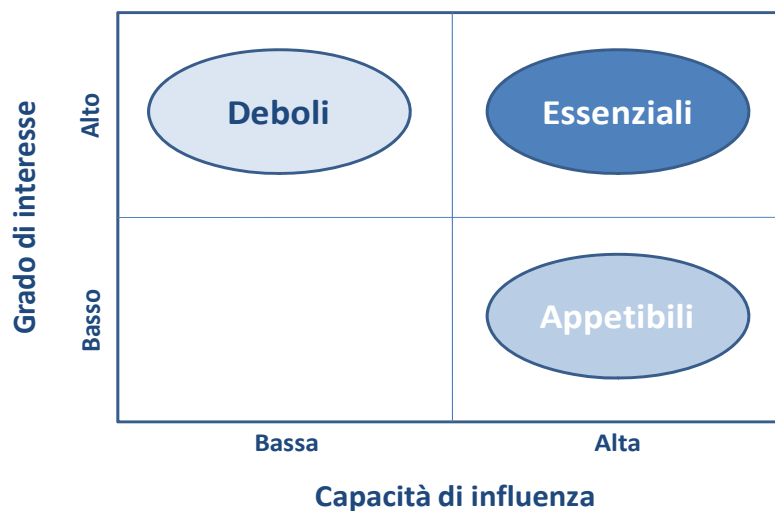 Grado di interesse
Alto
Basso
Deboli
Essenziali
Appetibili
Bassa
Alta
Capacità di influenza